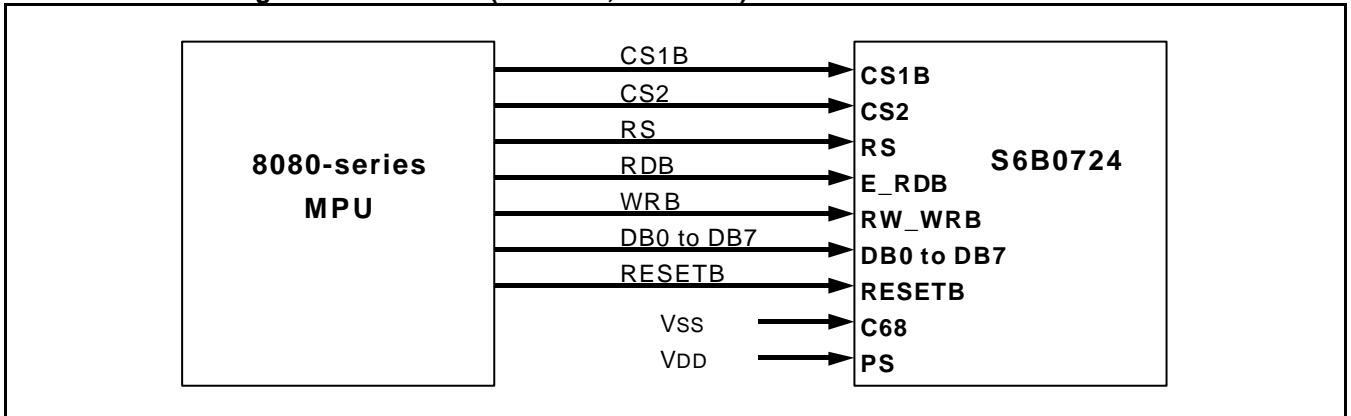 CS1B
CS1B
CS2
CS2
RS
RS
8080-series
MPU
S6B0724
RDB
E_RDB
WRB
RW_WRB
DB0 to DB7
DB0 to DB7
RESETB
RESETB
VSS
C68
VDD
PS